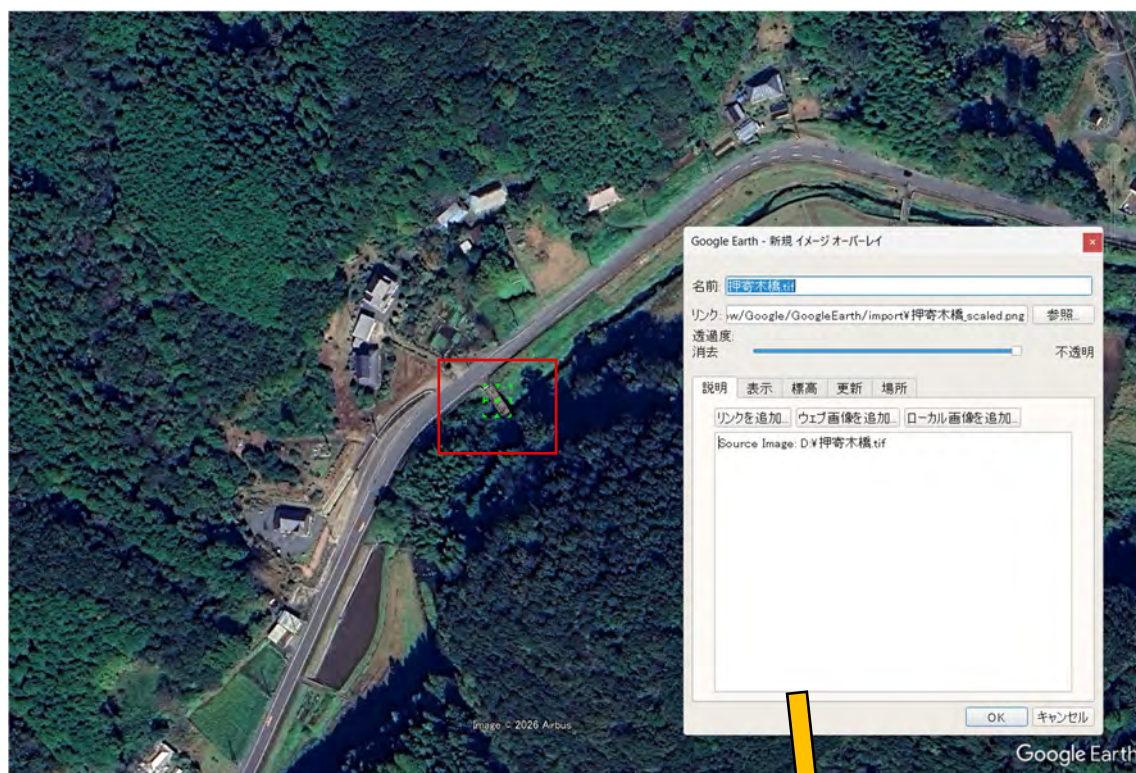 Google Earth - 新規 イメージ オーバーレイ
名前: 押寄木橋.tif
リンク: ow/Google/GoogleEarth/import¥押寄木橋_scaled.png 参照...
透過度:
消去 不透明
説明 表示 標高 更新 場所
リンクを追加... ウェブ画像を追加... ローカル画像を追加...
Source Image: D:¥押寄木橋.tif
OK キャンセル
Image © 2026 Airbus
Google Earth